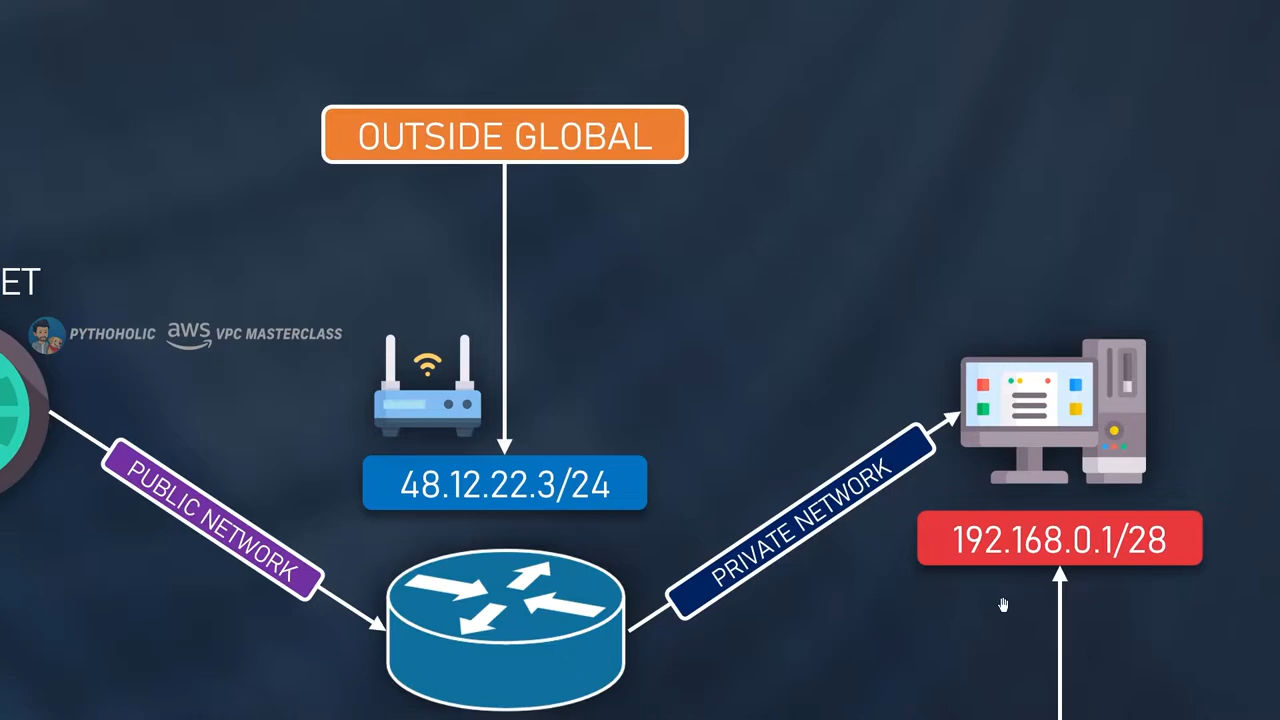 OUTSIDE GLOBAL
ET
PYTHOHOLIC aws VPC MASTERCLASS
PUBLIC NETWORK
48.12.22.3/24
PRIVATE NETWORK
192.168.0.1/28